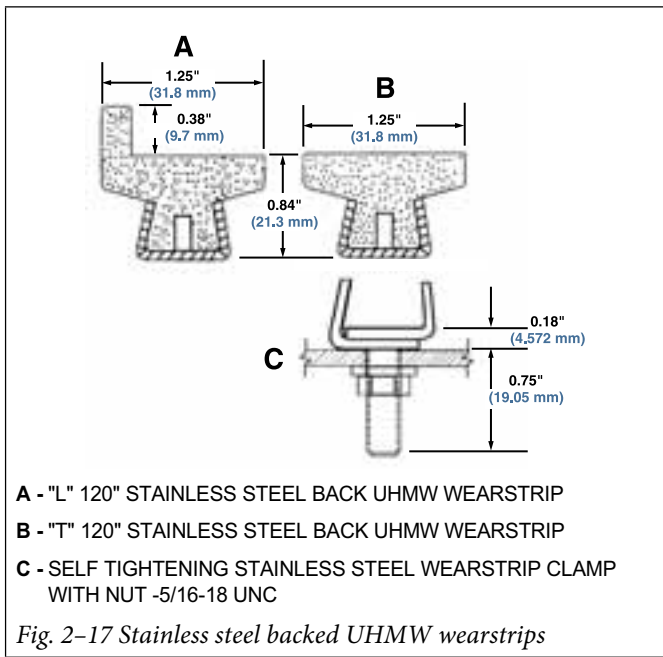 A
1.25"
(31.8 mm)
0.38"
(9.7 mm)
B
1.25"
(31.8 mm)
0.84"
(21.3 mm)
C
0.18"
(4.572 mm)
0.75"
(19.05 mm)
A - "L" 120" STAINLESS STEEL BACK UHMW WEARSTRIP
B - "T" 120" STAINLESS STEEL BACK UHMW WEARSTRIP
C - SELF TIGHTENING STAINLESS STEEL WEARSTRIP CLAMP
WITH NUT -5/16-18 UNC
Fig. 2–17 Stainless steel backed UHMW wearstrips